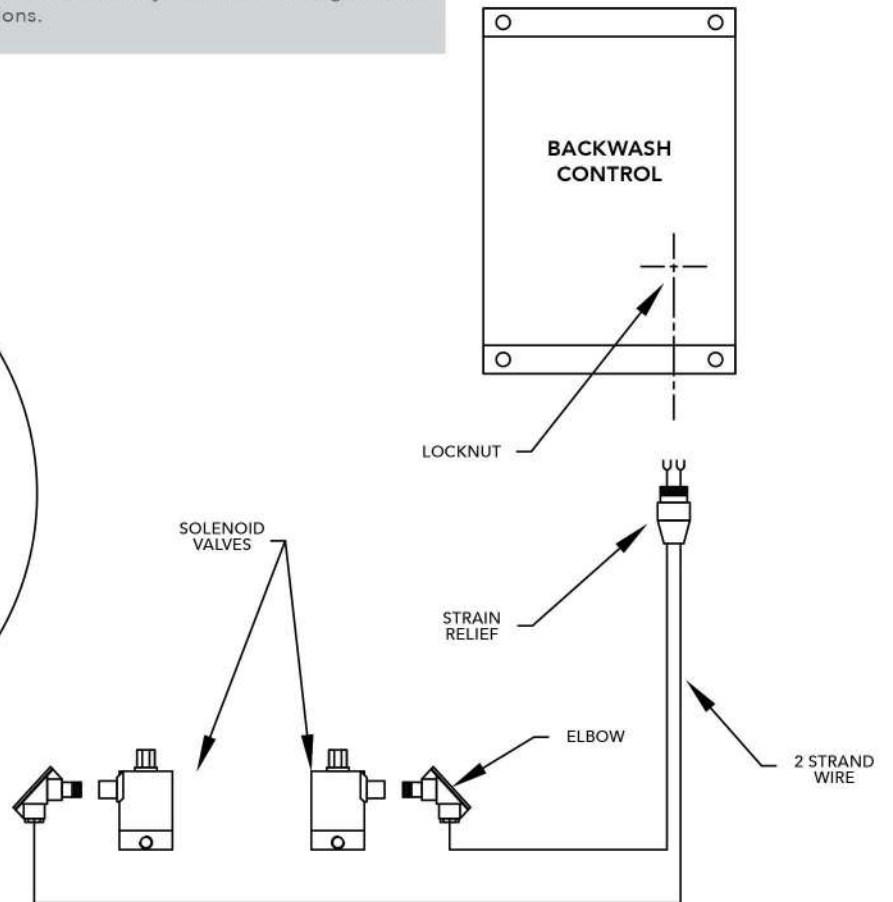 ons.
BACKWASH
CONTROL
LOCKNUT
SOLENOID
VALVES
STRAIN
RELIEF
ELBOW
2 STRAND
WIRE